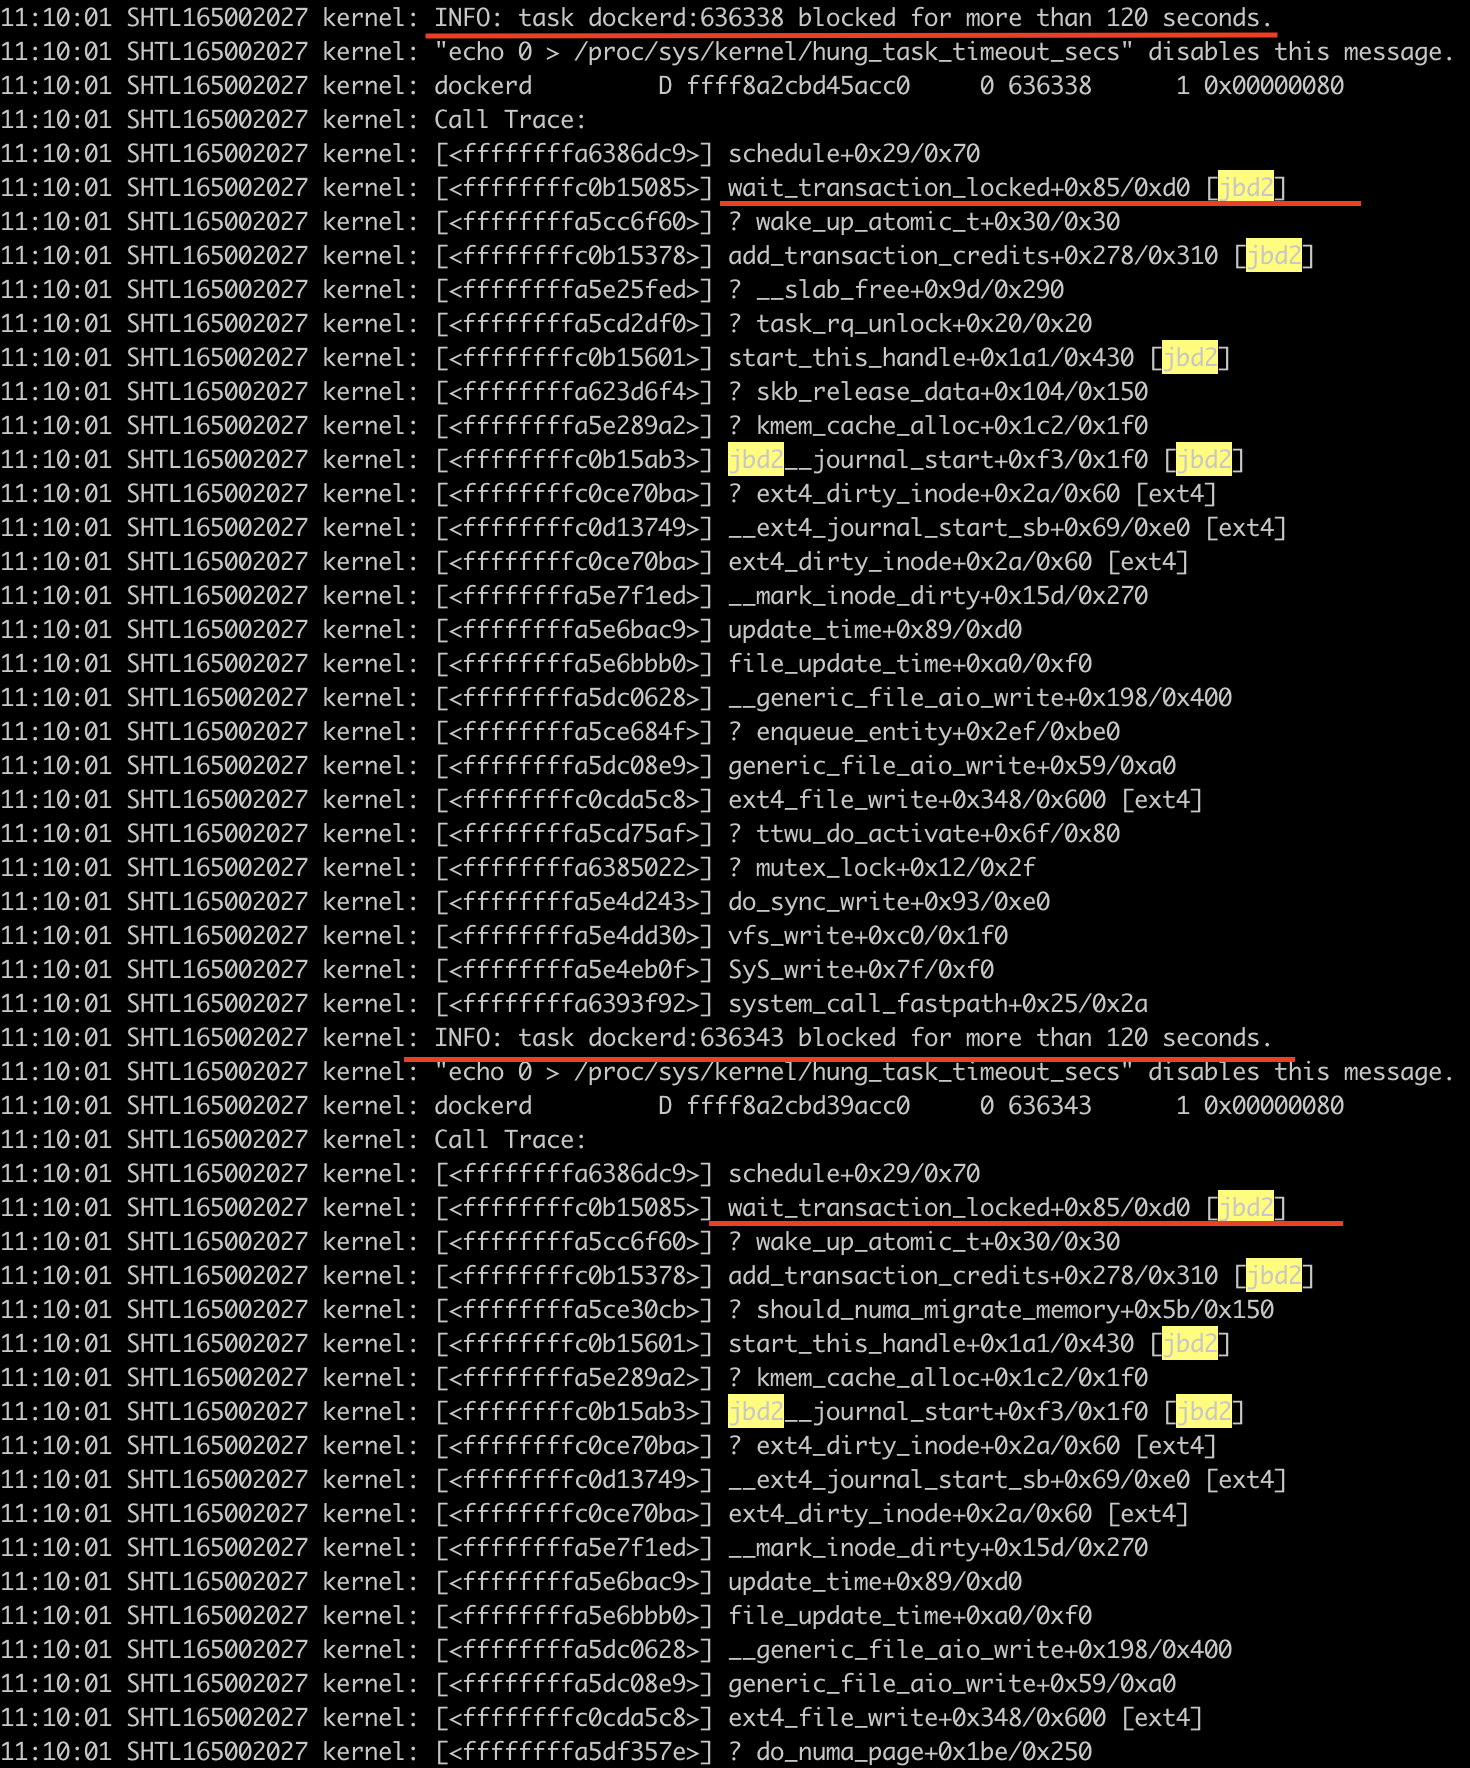 11:10:01 SHTL165002027 kernel: INFO: task dockerd:636338 blocked for more than 120 seconds.
11:10:01 SHTL165002027 kernel: "echo 0 > /proc/sys/kernel/hung_task_timeout_secs" disables this message.
11:10:01 SHTL165002027 kernel: dockerd         D ffff8a2cbd45acc0     0 636338      1 0x00000080
11:10:01 SHTL165002027 kernel: Call Trace:
11:10:01 SHTL165002027 kernel: [<ffffffffa6386dc9>] schedule+0x29/0x70
11:10:01 SHTL165002027 kernel: [<ffffffffc0b15085>] wait_transaction_locked+0x85/0xd0 [jbd2]
11:10:01 SHTL165002027 kernel: [<ffffffffa5cc6f60>] ? wake_up_atomic_t+0x30/0x30
11:10:01 SHTL165002027 kernel: [<ffffffffc0b15378>] add_transaction_credits+0x278/0x310 [jbd2]
11:10:01 SHTL165002027 kernel: [<ffffffffa5e25fed>] ? __slab_free+0x9d/0x290
11:10:01 SHTL165002027 kernel: [<ffffffffa5cd2df0>] ? task_rq_unlock+0x20/0x20
11:10:01 SHTL165002027 kernel: [<ffffffffc0b15601>] start_this_handle+0x1a1/0x430 [jbd2]
11:10:01 SHTL165002027 kernel: [<ffffffffa623d6f4>] ? skb_release_data+0x104/0x150
11:10:01 SHTL165002027 kernel: [<ffffffffa5e289a2>] ? kmem_cache_alloc+0x1c2/0x1f0
11:10:01 SHTL165002027 kernel: [<ffffffffc0b15ab3>] jbd2__journal_start+0xf3/0x1f0 [jbd2]
11:10:01 SHTL165002027 kernel: [<ffffffffc0ce70ba>] ? ext4_dirty_inode+0x2a/0x60 [ext4]
11:10:01 SHTL165002027 kernel: [<ffffffffc0d13749>] __ext4_journal_start_sb+0x69/0xe0 [ext4]
11:10:01 SHTL165002027 kernel: [<ffffffffc0ce70ba>] ext4_dirty_inode+0x2a/0x60 [ext4]
11:10:01 SHTL165002027 kernel: [<ffffffffa5e7f1ed>] __mark_inode_dirty+0x15d/0x270
11:10:01 SHTL165002027 kernel: [<ffffffffa5e6bac9>] update_time+0x89/0xd0
11:10:01 SHTL165002027 kernel: [<ffffffffa5e6bbb0>] file_update_time+0xa0/0xf0
11:10:01 SHTL165002027 kernel: [<ffffffffa5dc0628>] __generic_file_aio_write+0x198/0x400
11:10:01 SHTL165002027 kernel: [<ffffffffa5ce684f>] ? enqueue_entity+0x2ef/0xbe0
11:10:01 SHTL165002027 kernel: [<ffffffffa5dc08e9>] generic_file_aio_write+0x59/0xa0
11:10:01 SHTL165002027 kernel: [<ffffffffc0cda5c8>] ext4_file_write+0x348/0x600 [ext4]
11:10:01 SHTL165002027 kernel: [<ffffffffa5cd75af>] ? ttwu_do_activate+0x6f/0x80
11:10:01 SHTL165002027 kernel: [<ffffffffa6385022>] ? mutex_lock+0x12/0x2f
11:10:01 SHTL165002027 kernel: [<ffffffffa5e4d243>] do_sync_write+0x93/0xe0
11:10:01 SHTL165002027 kernel: [<ffffffffa5e4dd30>] vfs_write+0xc0/0x1f0
11:10:01 SHTL165002027 kernel: [<ffffffffa5e4eb0f>] SyS_write+0x7f/0xf0
11:10:01 SHTL165002027 kernel: [<ffffffffa6393f92>] system_call_fastpath+0x25/0x2a
11:10:01 SHTL165002027 kernel: INFO: task dockerd:636343 blocked for more than 120 seconds.
11:10:01 SHTL165002027 kernel: "echo 0 > /proc/sys/kernel/hung_task_timeout_secs" disables this message.
11:10:01 SHTL165002027 kernel: dockerd         D ffff8a2cbd39acc0     0 636343      1 0x00000080
11:10:01 SHTL165002027 kernel: Call Trace:
11:10:01 SHTL165002027 kernel: [<ffffffffa6386dc9>] schedule+0x29/0x70
11:10:01 SHTL165002027 kernel: [<ffffffffc0b15085>] wait_transaction_locked+0x85/0xd0 [jbd2]
11:10:01 SHTL165002027 kernel: [<ffffffffa5cc6f60>] ? wake_up_atomic_t+0x30/0x30
11:10:01 SHTL165002027 kernel: [<ffffffffc0b15378>] add_transaction_credits+0x278/0x310 [jbd2]
11:10:01 SHTL165002027 kernel: [<ffffffffa5ce30cb>] ? should_numa_migrate_memory+0x5b/0x150
11:10:01 SHTL165002027 kernel: [<ffffffffc0b15601>] start_this_handle+0x1a1/0x430 [jbd2]
11:10:01 SHTL165002027 kernel: [<ffffffffa5e289a2>] ? kmem_cache_alloc+0x1c2/0x1f0
11:10:01 SHTL165002027 kernel: [<ffffffffc0b15ab3>] jbd2__journal_start+0xf3/0x1f0 [jbd2]
11:10:01 SHTL165002027 kernel: [<ffffffffc0ce70ba>] ? ext4_dirty_inode+0x2a/0x60 [ext4]
11:10:01 SHTL165002027 kernel: [<ffffffffc0d13749>] __ext4_journal_start_sb+0x69/0xe0 [ext4]
11:10:01 SHTL165002027 kernel: [<ffffffffc0ce70ba>] ext4_dirty_inode+0x2a/0x60 [ext4]
11:10:01 SHTL165002027 kernel: [<ffffffffa5e7f1ed>] __mark_inode_dirty+0x15d/0x270
11:10:01 SHTL165002027 kernel: [<ffffffffa5e6bac9>] update_time+0x89/0xd0
11:10:01 SHTL165002027 kernel: [<ffffffffa5e6bbb0>] file_update_time+0xa0/0xf0
11:10:01 SHTL165002027 kernel: [<ffffffffa5dc0628>] __generic_file_aio_write+0x198/0x400
11:10:01 SHTL165002027 kernel: [<ffffffffa5dc08e9>] generic_file_aio_write+0x59/0xa0
11:10:01 SHTL165002027 kernel: [<ffffffffc0cda5c8>] ext4_file_write+0x348/0x600 [ext4]
11:10:01 SHTL165002027 kernel: [<ffffffffa5df357e>] ? do_numa_page+0x1be/0x250